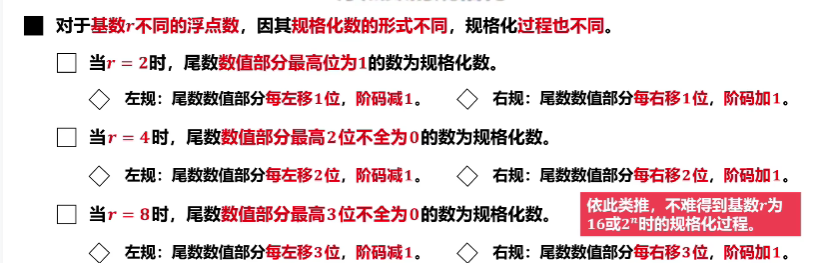 对于基数r不同的浮点数，因其规格化数的形式不同，规格化过程也不同。
当r = 2时，尾数数值部分最高位为1的数为规格化数。
左规：尾数数值部分每左移1位，阶码减1。 右规：尾数数值部分每右移1位，阶码加1。
当r = 4时，尾数数值部分最高2位不全为0的数为规格化数。
左规：尾数数值部分每左移2位，阶码减1。 右规：尾数数值部分每右移2位，阶码加1。
当r = 8时，尾数数值部分最高3位不全为0的数为规格化数。
依此类推，不难得到基数r为
16或2ⁿ时的规格化过程。
左规：尾数数值部分每左移3位，阶码减1。 右规：尾数数值部分每右移3位，阶码加1。